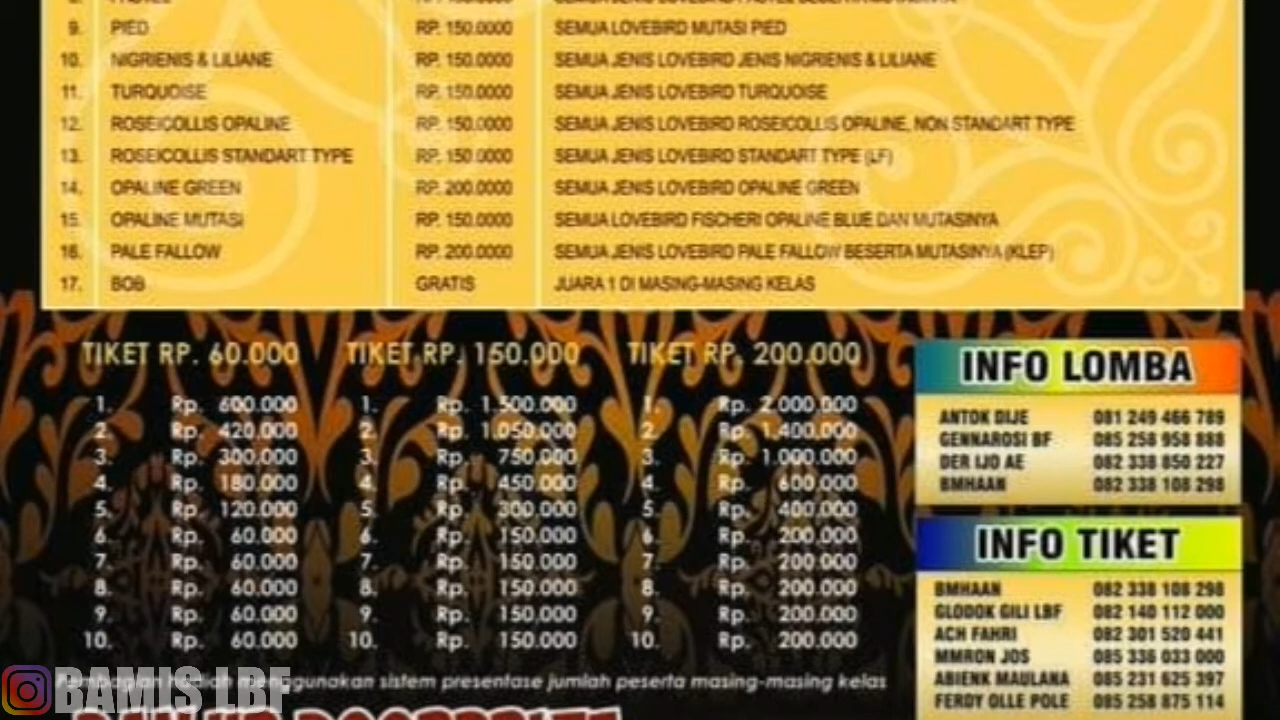 9. PIED RP. 150.0000 SEMUA LOVEBIRD MUTASI PIED
10. NIGRIENIS & LILIANE RP. 150.0000 SEMUA JENIS LOVEBIRD JENIS NIGRIENIS & LILIANE
11. TURQUOISE RP. 150.0000 SEMUA JENIS LOVEBIRD TURQUOISE
12. ROSEICOLLIS OPALINE RP. 150.0000 SEMUA JENIS LOVEBIRD ROSEICOLLIS OPALINE, NON STANDART TYPE
13. ROSEICOLLIS STANDART TYPE RP. 150.0000 SEMUA JENIS LOVEBIRD STANDART TYPE (LF)
14. OPALINE GREEN RP. 200.0000 SEMUA JENIS LOVEBIRD OPALINE GREEN
15. OPALINE MUTASI RP. 150.0000 SEMUA LOVEBIRD FISCHERI OPALINE BLUE DAN MUTASINYA
16. PALE FALLOW RP. 200.0000 SEMUA JENIS LOVEBIRD PALE FALLOW BESERTA MUTASINYA (KLEP)
17. BOB GRATIS JUARA 1 DI MASING-MASING KELAS
TIKET RP. 60.000 TIKET RP. 150.000 TIKET RP. 200.000
1. Rp. 600.000 1. Rp. 1.500.000 1. Rp. 2.000.000
2. Rp. 420.000 2. Rp. 1.050.000 2. Rp. 1.400.000
3. Rp. 300.000 3. Rp. 750.000 3. Rp. 1.000.000
4. Rp. 180.000 4. Rp. 450.000 4. Rp. 600.000
5. Rp. 120.000 5. Rp. 300.000 5. Rp. 400.000
6. Rp. 60.000 6. Rp. 150.000 6. Rp. 200.000
7. Rp. 60.000 7. Rp. 150.000 7. Rp. 200.000
8. Rp. 60.000 8. Rp. 150.000 8. Rp. 200.000
9. Rp. 60.000 9. Rp. 150.000 9. Rp. 200.000
10. Rp. 60.000 10. Rp. 150.000 10. Rp. 200.000
INFO LOMBA
ANTOK DIJE 081 249 466 789
GENNAROSI BF 085 258 958 888
DER IJO AE 082 338 850 227
BMHAAN 082 338 108 298
INFO TIKET
BMHAAN 082 338 108 298
GLODOK GILI LBF 082 140 112 000
ACH FAHRI 082 301 520 441
MMRON JOS 085 336 033 000
ABIENK MAULANA 085 231 625 397
FERDY OLLE POLE 085 258 875 114
Pembagian hadiah menggunakan sistem presentase jumlah peserta masing-masing kelas
BAMIS LBF